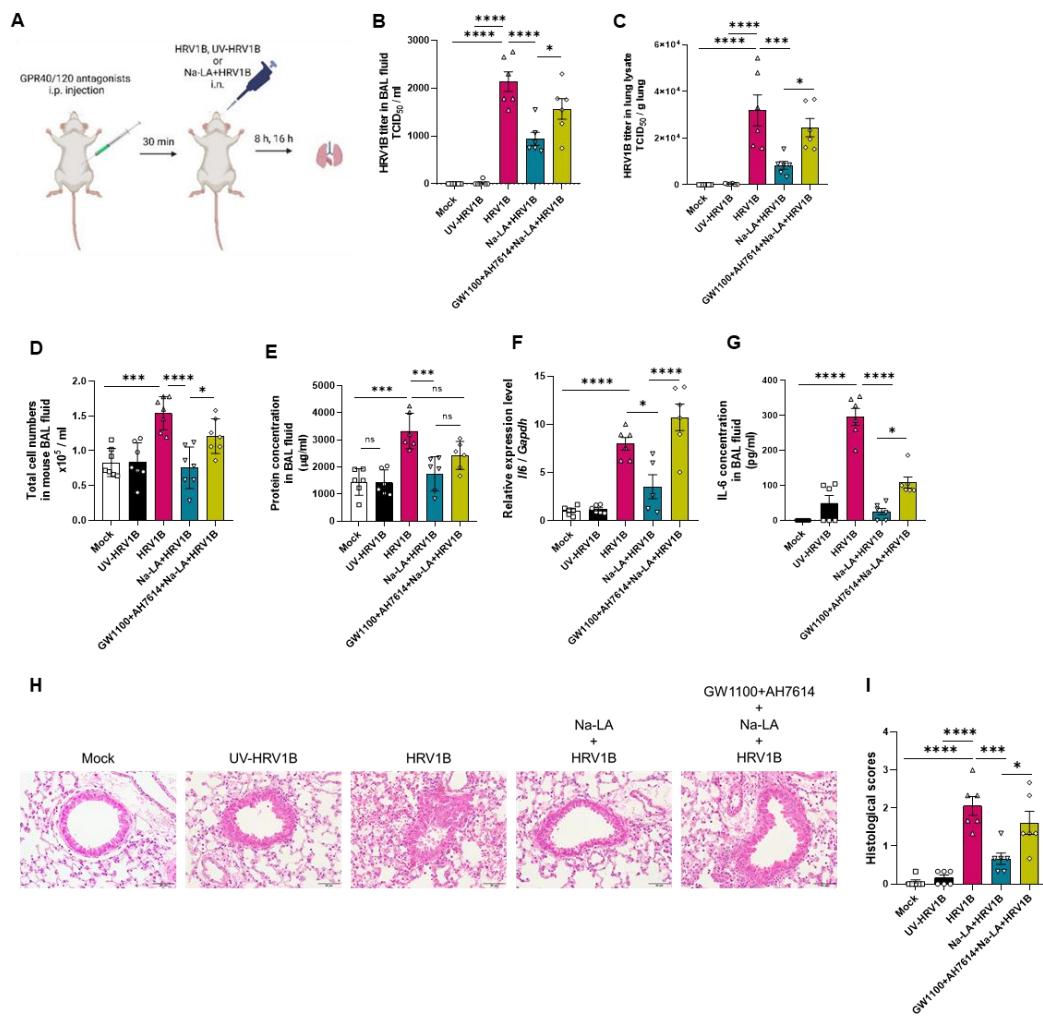 A
GPR40/120 antagonists
i.p. injection
30 min
HRV1B, UV-HRV1B
or
Na-LA+HRV1B
i.n.
8 h, 16 h
B
HRV1B titer in BAL fluid
TCID50 / ml
3000
2000
1000
0
****
****
****
*
Mock
UV-HRV1B
HRV1B
Na-LA+HRV1B
GW1100+AH7614+Na-LA+HRV1B
C
HRV1B titer in lung lysate
TCID50 / g lung
6×10⁴
4×10⁴
2×10⁴
0
****
****
***
*
Mock
UV-HRV1B
HRV1B
Na-LA+HRV1B
GW1100+AH7614+Na-LA+HRV1B
D
Total cell numbers
in mouse BAL fluid
x10⁵ / ml
2.0
1.5
1.0
0.5
0.0
***
****
*
Mock
UV-HRV1B
HRV1B
Na-LA+HRV1B
GW1100+AH7614+Na-LA+HRV1B
E
Protein concentration
in BAL fluid
(µg/ml)
5000
4000
3000
2000
1000
0
ns
***
***
ns
ns
Mock
UV-HRV1B
HRV1B
Na-LA+HRV1B
GW1100+AH7614+Na-LA+HRV1B
F
Relative expression level
Il6 / Gapdh
15
10
5
0
****
*
****
Mock
UV-HRV1B
HRV1B
Na-LA+HRV1B
GW1100+AH7614+Na-LA+HRV1B
G
IL-6 concentration
in BAL fluid
(pg/ml)
400
300
200
100
0
****
****
*
Mock
UV-HRV1B
HRV1B
Na-LA+HRV1B
GW1100+AH7614+Na-LA+HRV1B
H
Mock
UV-HRV1B
HRV1B
Na-LA
+
HRV1B
GW1100+AH7614
+
Na-LA
+
HRV1B
I
Histological scores
4
3
2
1
0
****
****
***
*
Mock
UV-HRV1B
HRV1B
Na-LA+HRV1B
GW1100+AH7614+Na-LA+HRV1B